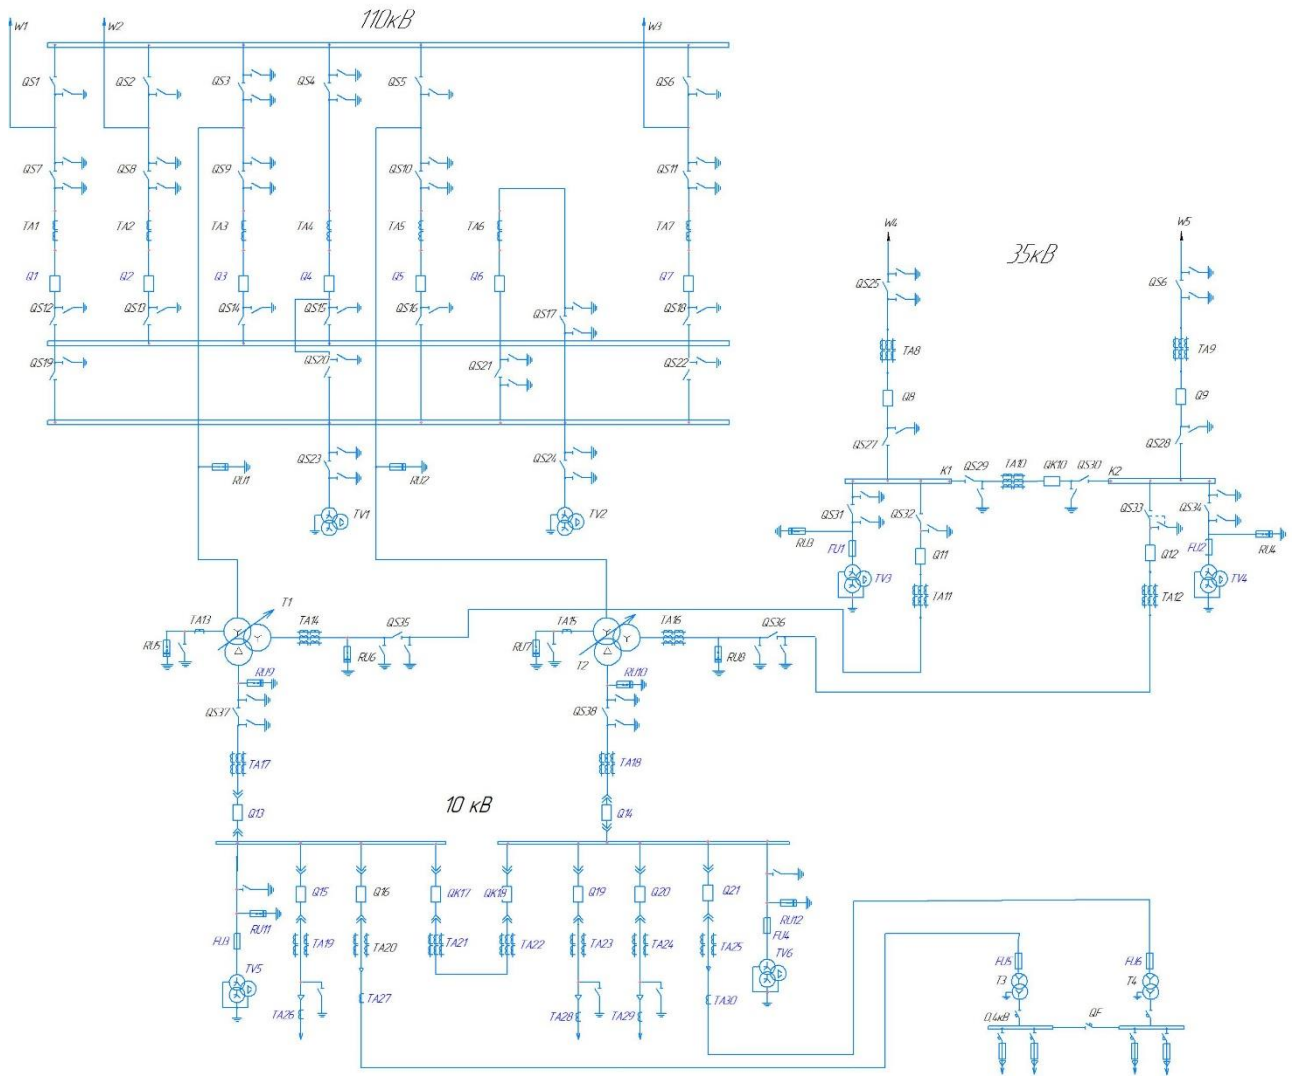 W1
W2
110кВ
W3
QS1
QS2
QS3
QS4
QS5
QS6
QS7
QS8
QS9
QS10
QS11
TA1
TA2
TA3
TA4
TA5
TA6
TA7
W4
W5
35кВ
Q1
Q2
Q3
Q4
Q5
Q6
Q7
QS25
QS6
QS12
QS13
QS14
QS15
QS16
QS17
QS18
TA8
TA9
QS19
QS20
QS21
QS22
Q8
Q9
QS27
QS28
QS23
QS24
RU1
RU2
K1
QS29
TA10
QK10
QS30
K2
TV1
TV2
QS31
QS32
QS33
QS34
RU3
FU1
Q11
Q12
FU2
RU4
TV3
TA11
TA12
TV4
T1
TA13
TA14
QS35
TA15
TA16
QS36
RU5
RU6
RU7
T2
RU8
RU9
RU10
QS37
QS38
TA17
TA18
10 кВ
Q13
Q14
Q15
Q16
QK17
QK18
Q19
Q20
Q21
RU11
RU12
FU3
TA19
TA20
TA21
TA22
TA23
TA24
TA25
FU4
TV5
TV6
FU5
FU6
T3
T4
TA26
TA27
TA28
TA29
TA30
0,4кВ
QF